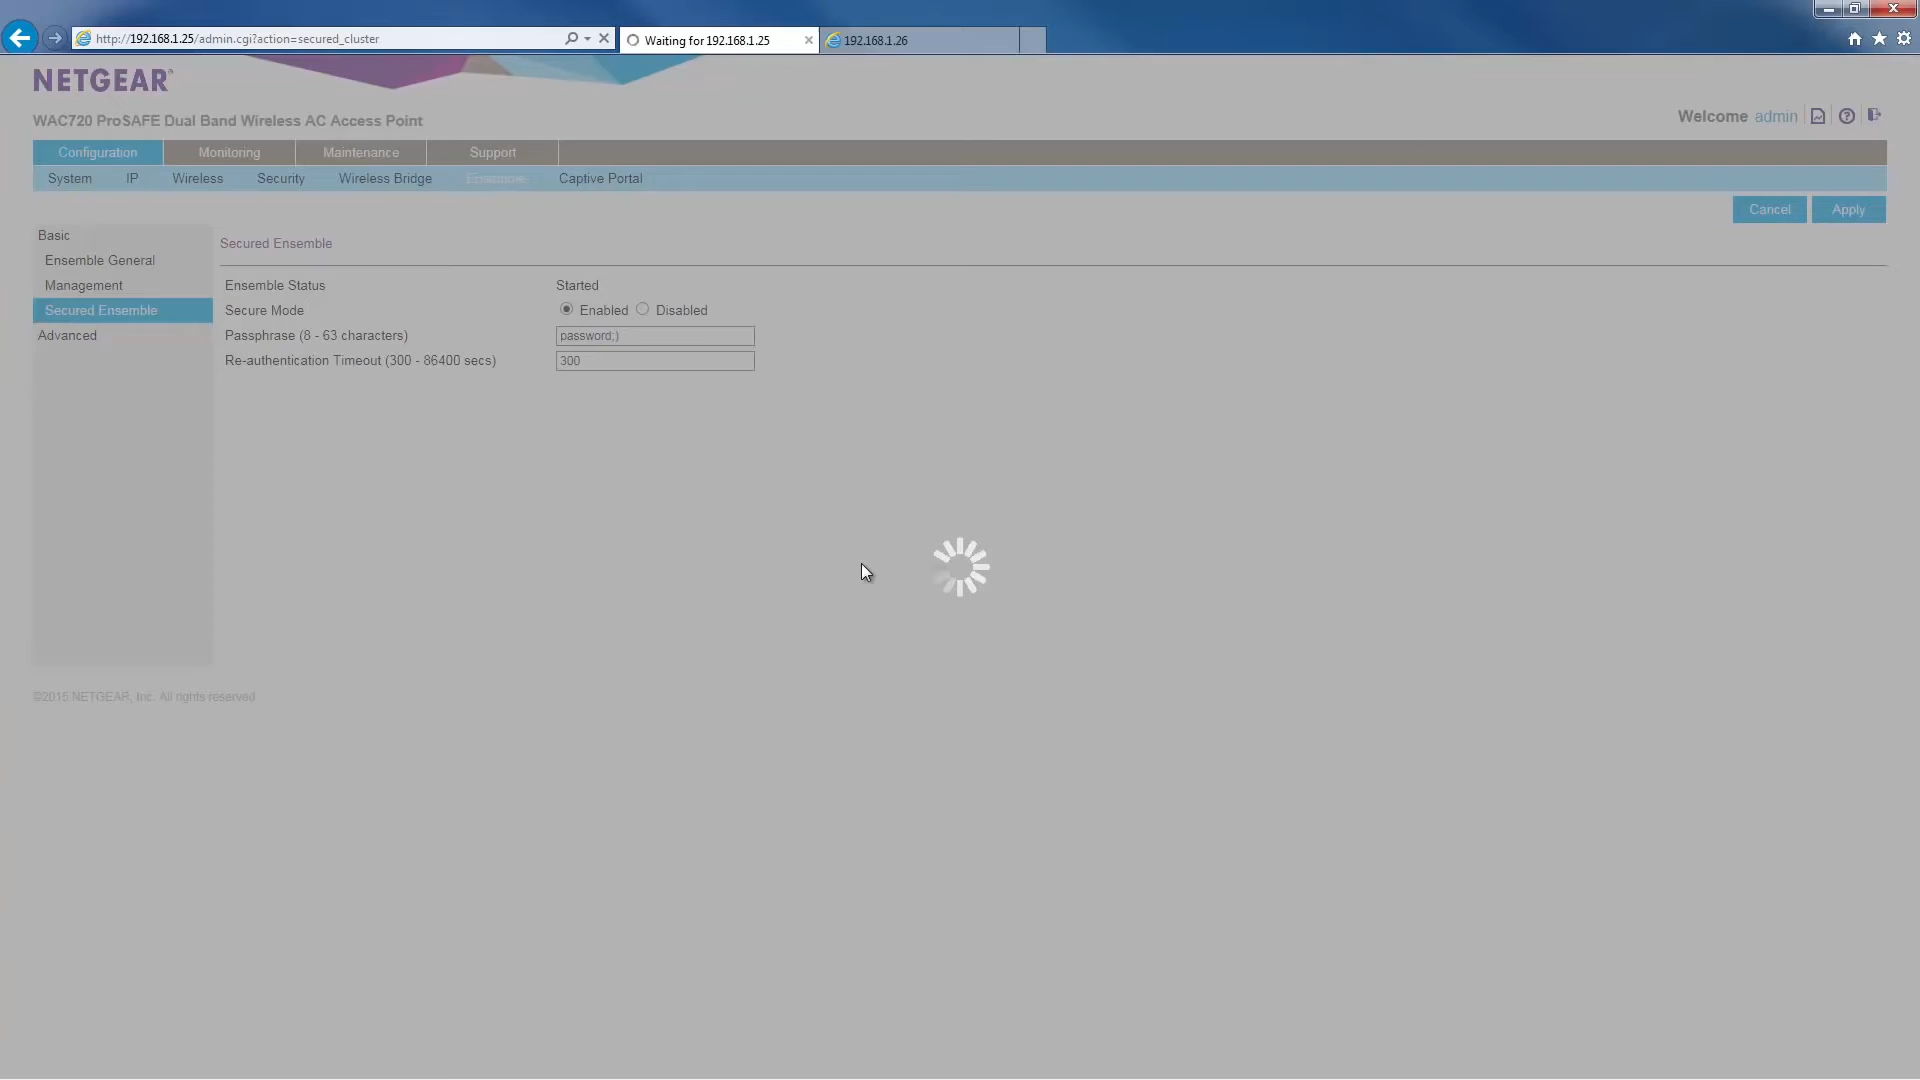 http://192.168.1.25/admin.cgi?action=secured_cluster
Waiting for 192.168.1.25
192.168.1.26
NETGEAR®
WAC720 ProSAFE Dual Band Wireless AC Access Point
Welcome admin
Configuration Monitoring Maintenance Support
System IP Wireless Security Wireless Bridge Ensemble Captive Portal
Cancel Apply
Basic
Ensemble General
Management
Secured Ensemble
Advanced
Secured Ensemble
Ensemble Status Started
Secure Mode Enabled Disabled
Passphrase (8 - 63 characters) password;)
Re-authentication Timeout (300 - 86400 secs) 300
©2015 NETGEAR, Inc. All rights reserved